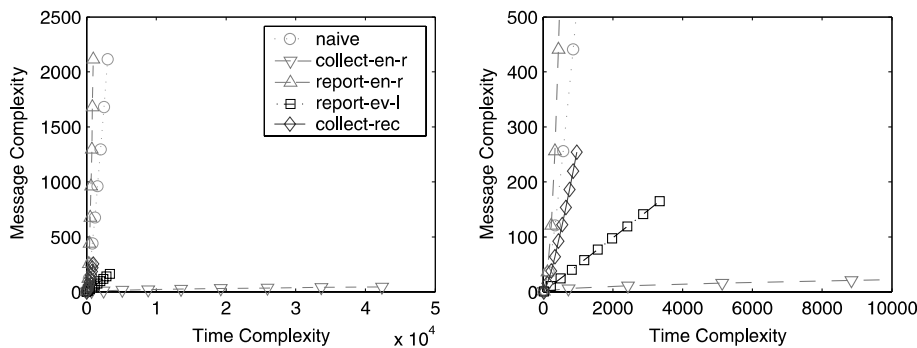 2500
2000
1500
1000
500
0
Message Complexity
0 1 2 3 4 5
Time Complexity
x 10^4
naive
collect-en-r
report-en-r
report-ev-l
collect-rec
500
400
300
200
100
0
Message Complexity
0 2000 4000 6000 8000 10000
Time Complexity